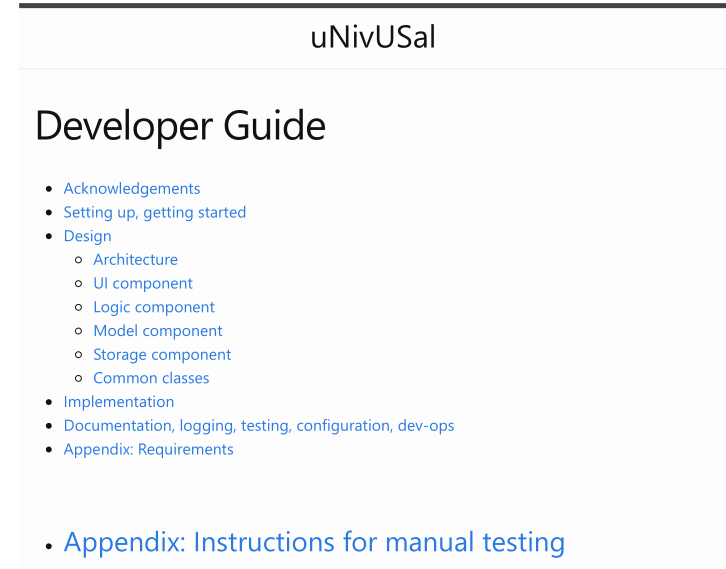 uNivUSal
Developer Guide
Acknowledgements
Setting up, getting started
Design
Architecture
UI component
Logic component
Model component
Storage component
Common classes
Implementation
Documentation, logging, testing, configuration, dev-ops
Appendix: Requirements
Appendix: Instructions for manual testing